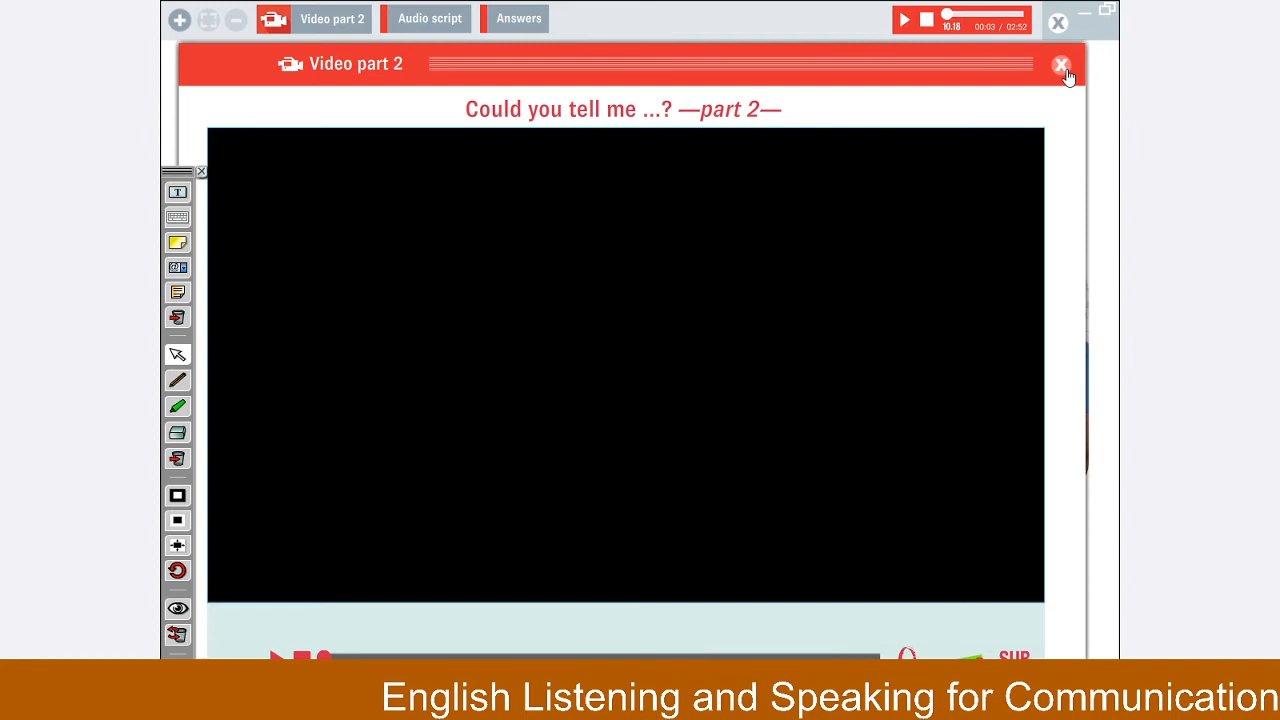 Video part 2
Audio script
Answers
10.18
00:03 / 02:52
Video part 2
Could you tell me ...? —part 2—
T
SUB
English Listening and Speaking for Communication